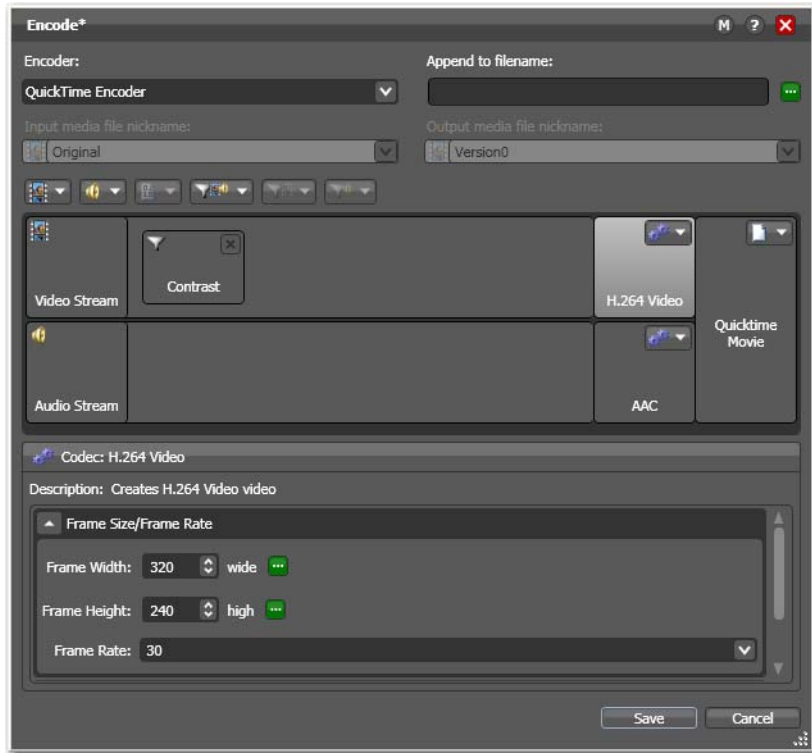 Encode*
M ?
Encoder:
Append to filename:
QuickTime Encoder
Input media file nickname:
Output media file nickname:
Original
Version0
Video Stream
Contrast
H.264 Video
Quicktime
Movie
Audio Stream
AAC
Codec: H.264 Video
Description: Creates H.264 Video video
Frame Size/Frame Rate
Frame Width: 320 wide
Frame Height: 240 high
Frame Rate: 30
Save Cancel